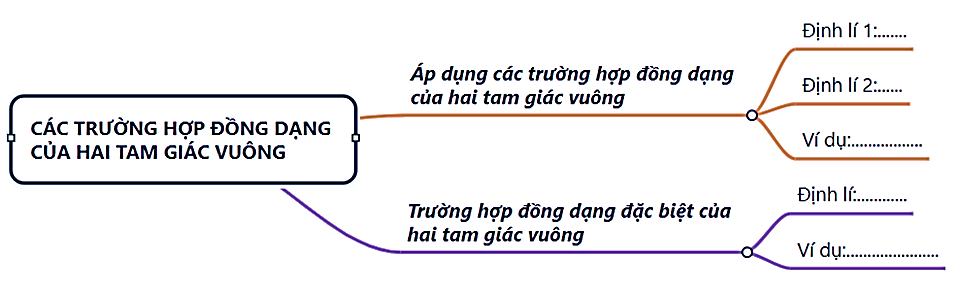 CÁC TRƯỜNG HỢP ĐỒNG DẠNG
CỦA HAI TAM GIÁC VUÔNG
Áp dụng các trường hợp đồng dạng
của hai tam giác vuông
Định lí 1:.......
Định lí 2:......
Ví dụ:.................
Trường hợp đồng dạng đặc biệt của
hai tam giác vuông
Định lí:............
Ví dụ:......................